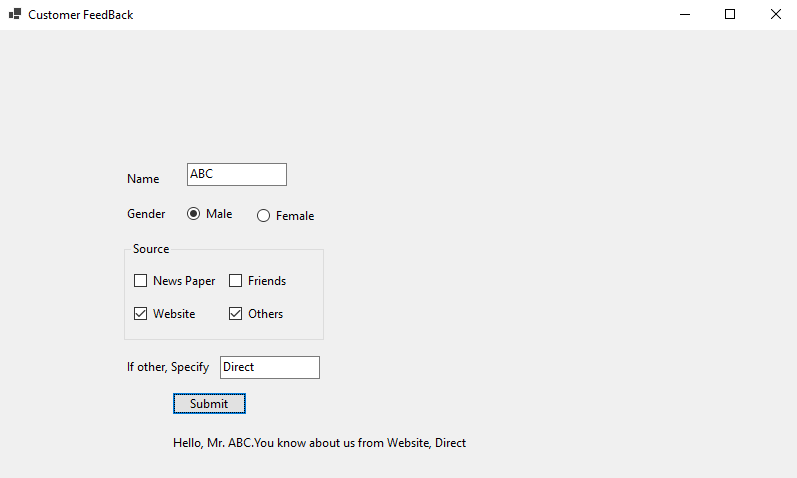 Customer FeedBack
Name ABC
Gender Male Female
Source
News Paper Friends
Website Others
If other, Specify Direct
Submit
Hello, Mr. ABC.You know about us from Website, Direct